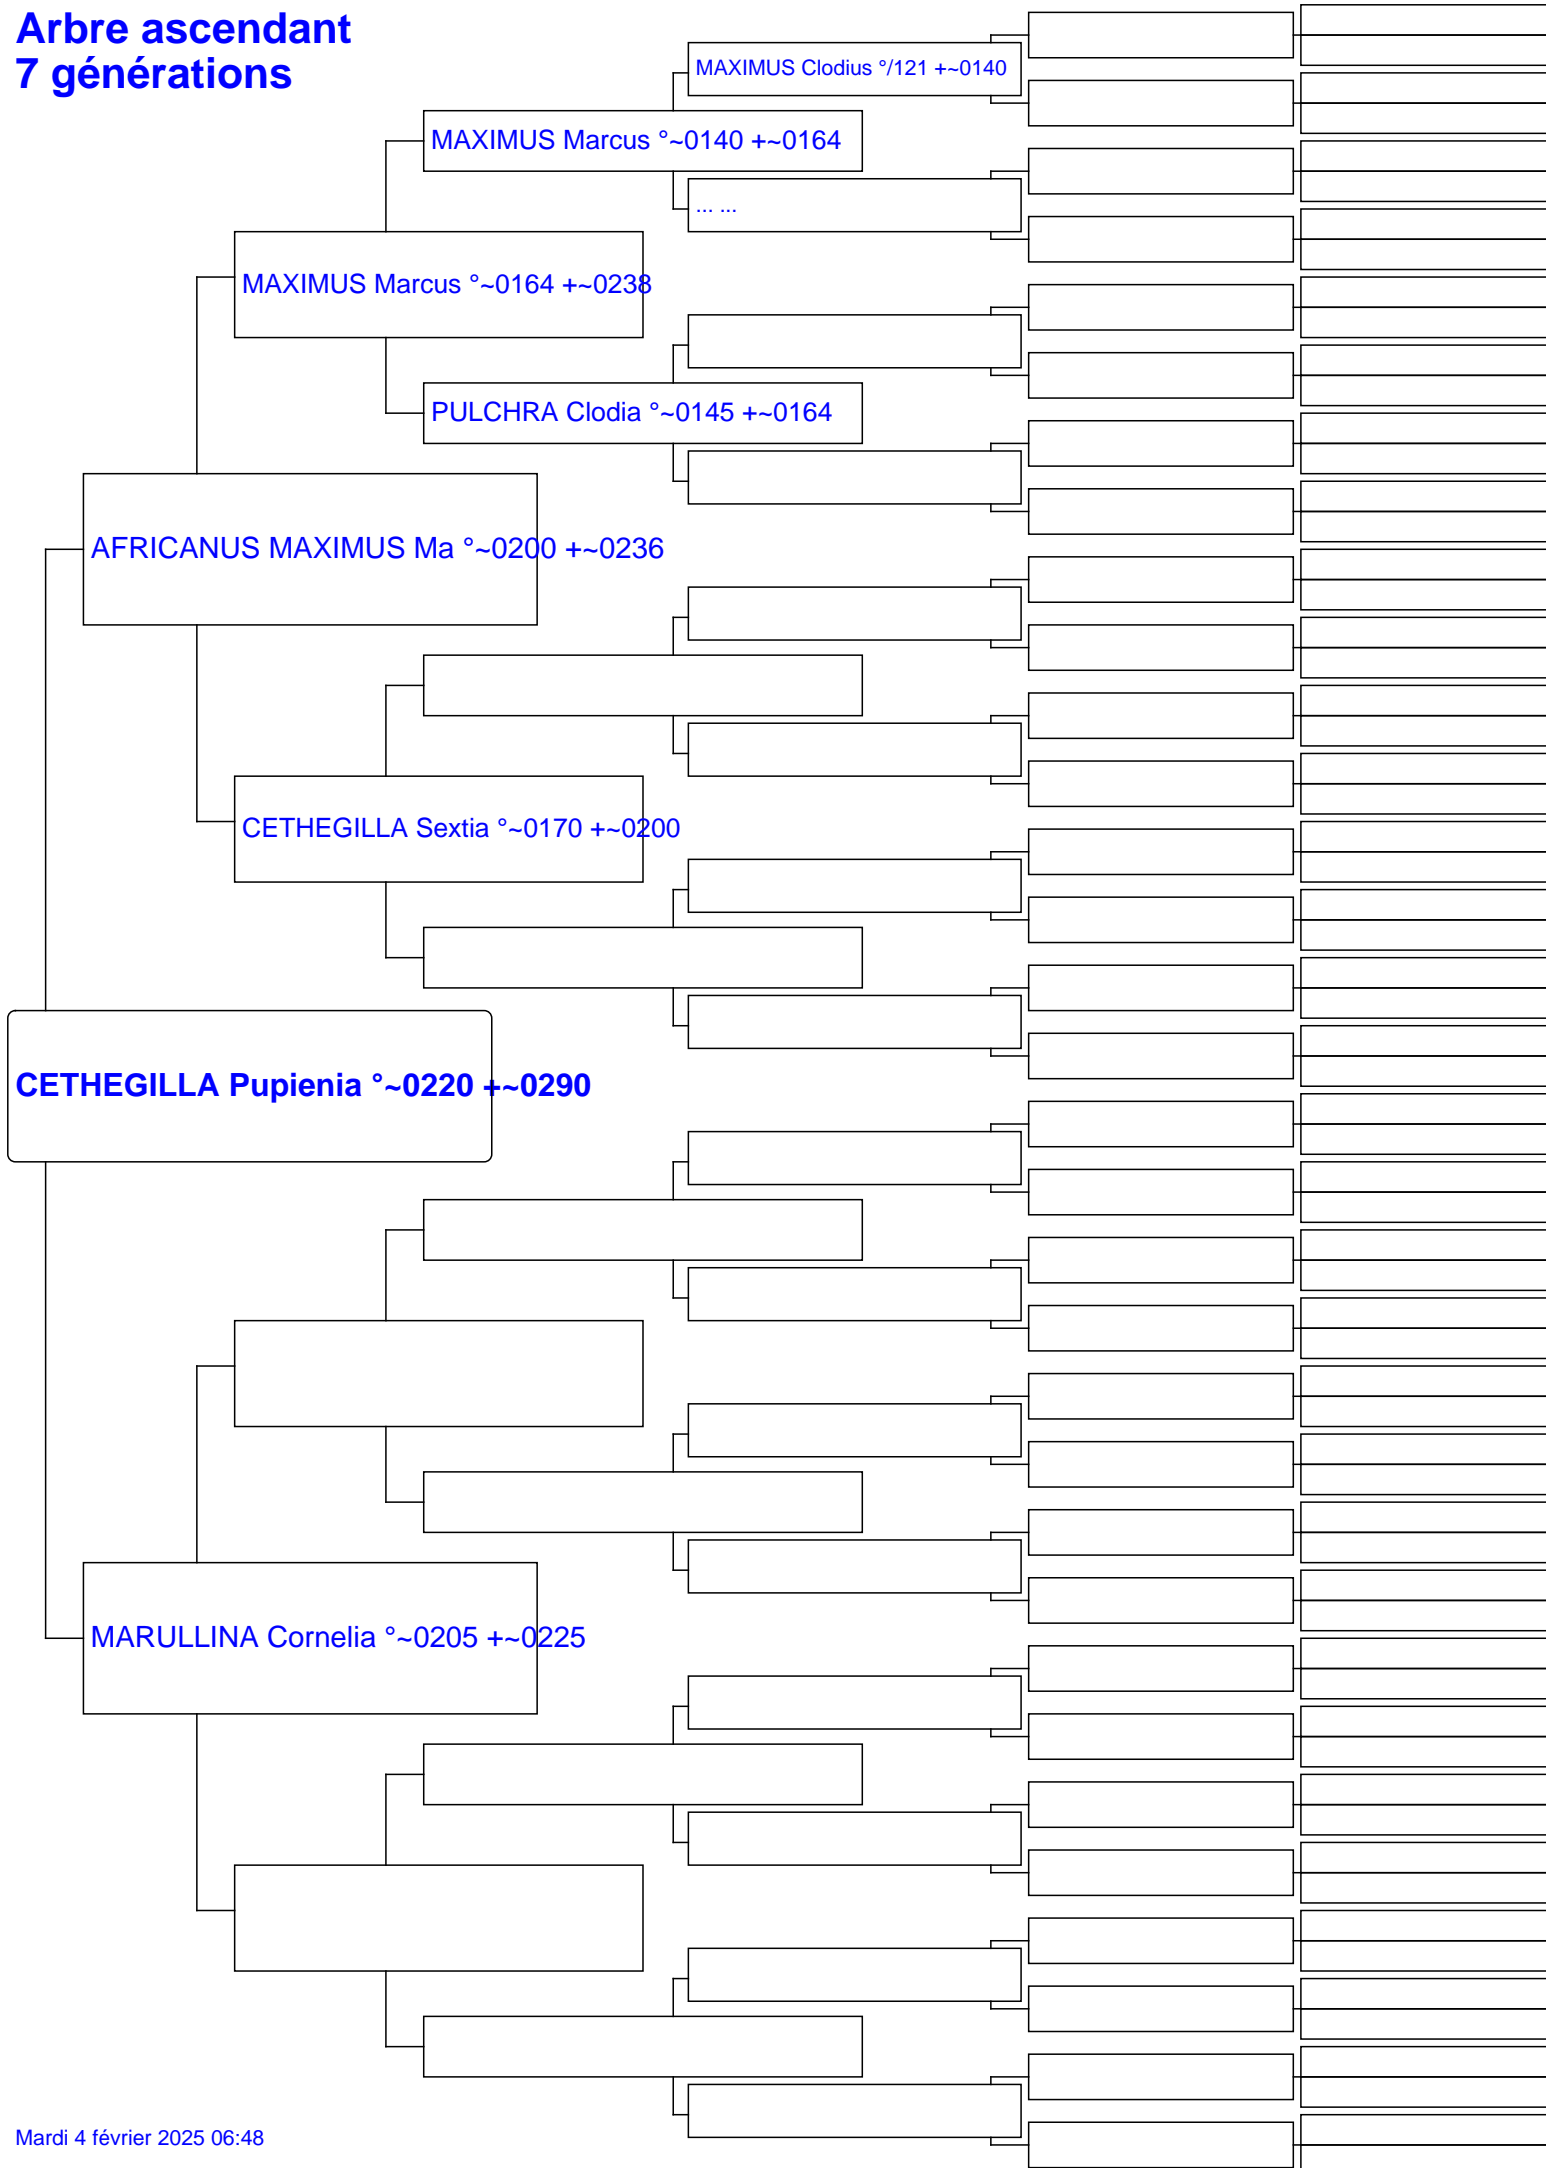 Arbre ascendant
7 générations
MAXIMUS Clodius °/121 +~0140
MAXIMUS Marcus °~0140 +~0164
... ...
MAXIMUS Marcus °~0164 +~0238
PULCHRA Clodia °~0145 +~0164
AFRICANUS MAXIMUS Ma °~0200 +~0236
CETHEGILLA Sextia °~0170 +~0200
CETHEGILLA Pupienia °~0220 +~0290
MARULLINA Cornelia °~0205 +~0225
Mardi 4 février 2025 06:48